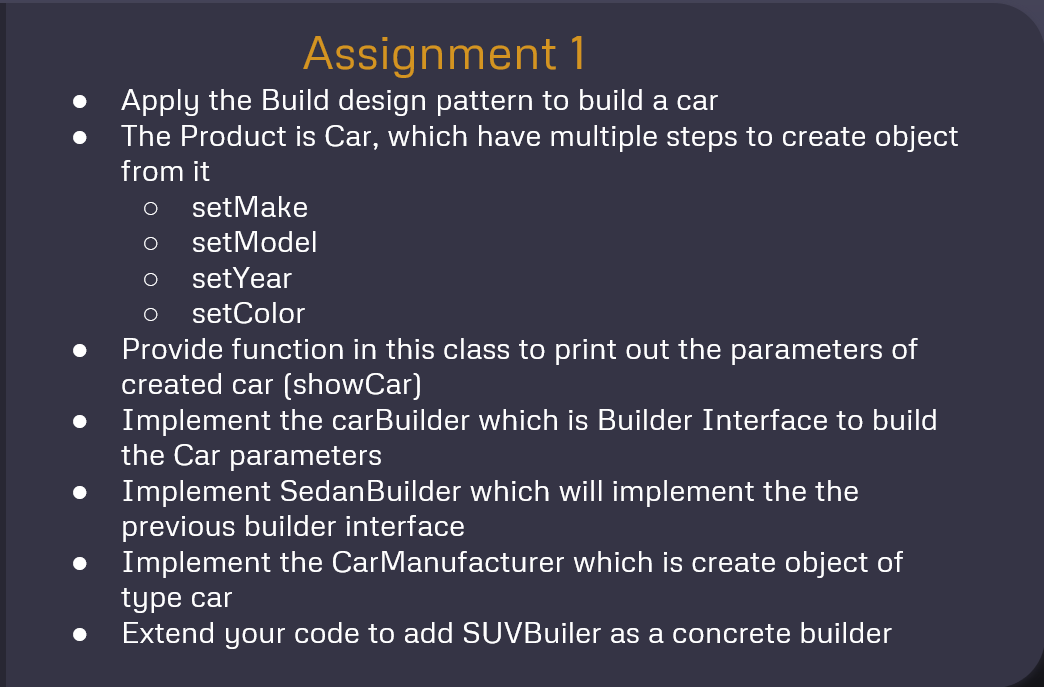 Assignment 1
● Apply the Build design pattern to build a car
● The Product is Car, which have multiple steps to create object
from it
○ setMake
○ setModel
○ setYear
○ setColor
● Provide function in this class to print out the parameters of
created car (showCar)
● Implement the carBuilder which is Builder Interface to build
the Car parameters
● Implement SedanBuilder which will implement the the
previous builder interface
● Implement the CarManufacturer which is create object of
type car
● Extend your code to add SUVBuiler as a concrete builder